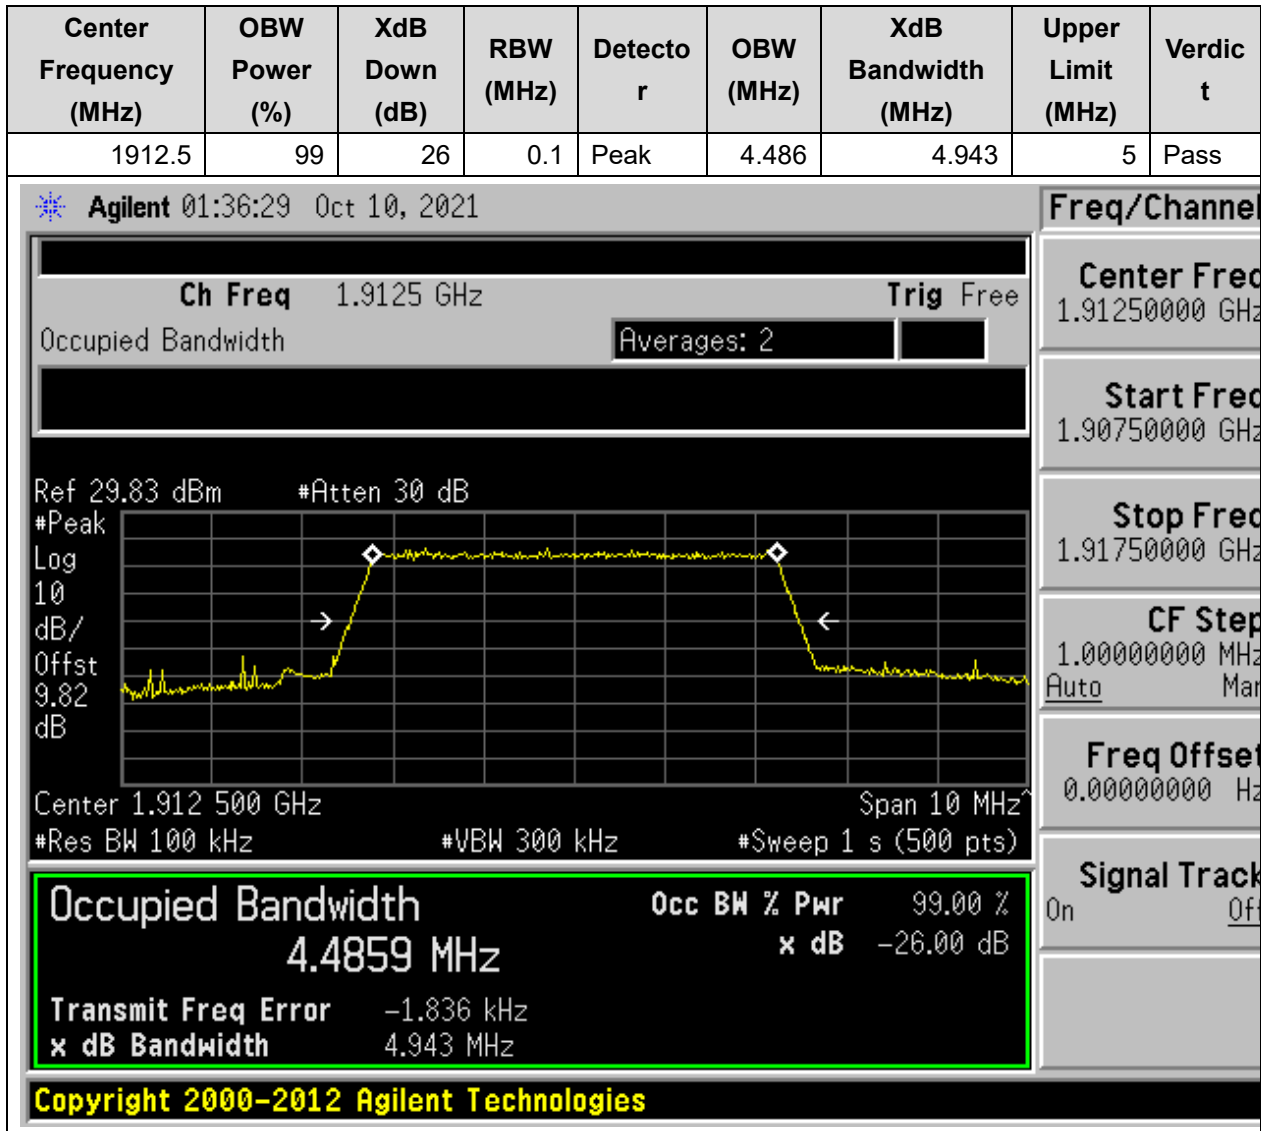 Center Frequency (MHz) OBW Power (%) XdB Down (dB) RBW (MHz) Detecto r OBW (MHz) XdB Bandwidth (MHz) Upper Limit (MHz) Verdic t
1912.5 99 26 0.1 Peak 4.486 4.943 5 Pass
Agilent 01:36:29 Oct 10, 2021
Freq/Channel
Ch Freq 1.9125 GHz Trig Free
Occupied Bandwidth Averages: 2
Center Freq
1.91250000 GHz
Start Freq
1.90750000 GHz
Stop Freq
1.91750000 GHz
CF Step
1.00000000 MHz
Auto Man
Freq Offset
0.00000000 Hz
Signal Track
On Off
Ref 29.83 dBm #Atten 30 dB
#Peak
Log
10
dB/
Offst
9.82
dB
Center 1.912 500 GHz Span 10 MHz^
#Res BW 100 kHz #VBW 300 kHz #Sweep 1 s (500 pts)
Occupied Bandwidth Occ BW % Pwr 99.00 %
4.4859 MHz x dB -26.00 dB
Transmit Freq Error -1.836 kHz
x dB Bandwidth 4.943 MHz
Copyright 2000-2012 Agilent Technologies